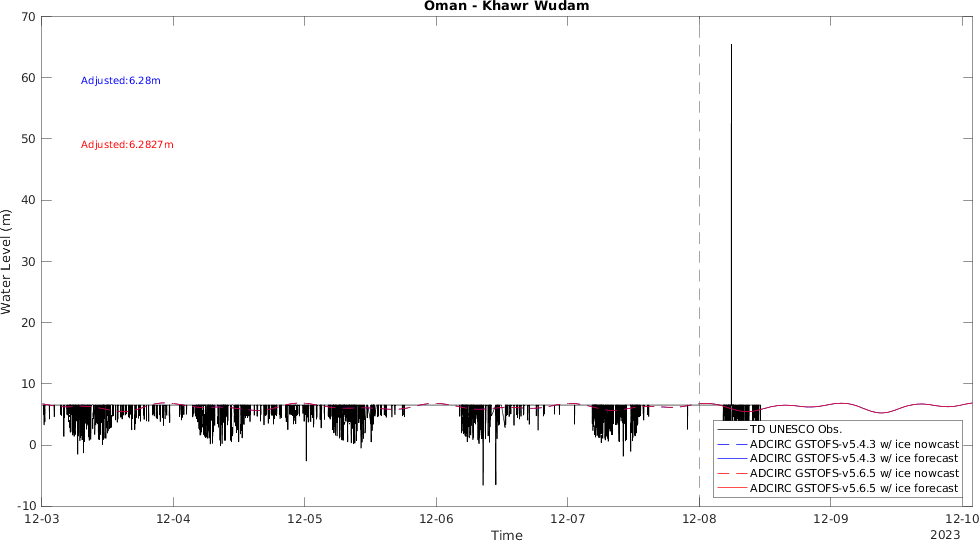 Oman - Khawr Wudam
70
60
50
40
30
20
10
0
-10
Water Level (m)
Adjusted:6.28m
Adjusted:6.2827m
TD UNESCO Obs.
ADCIRC GSTOFS-v5.4.3 w/ ice nowcast
ADCIRC GSTOFS-v5.4.3 w/ ice forecast
ADCIRC GSTOFS-v5.6.5 w/ ice nowcast
ADCIRC GSTOFS-v5.6.5 w/ ice forecast
12-03 12-04 12-05 12-06 12-07 12-08 12-09 12-10
Time
2023